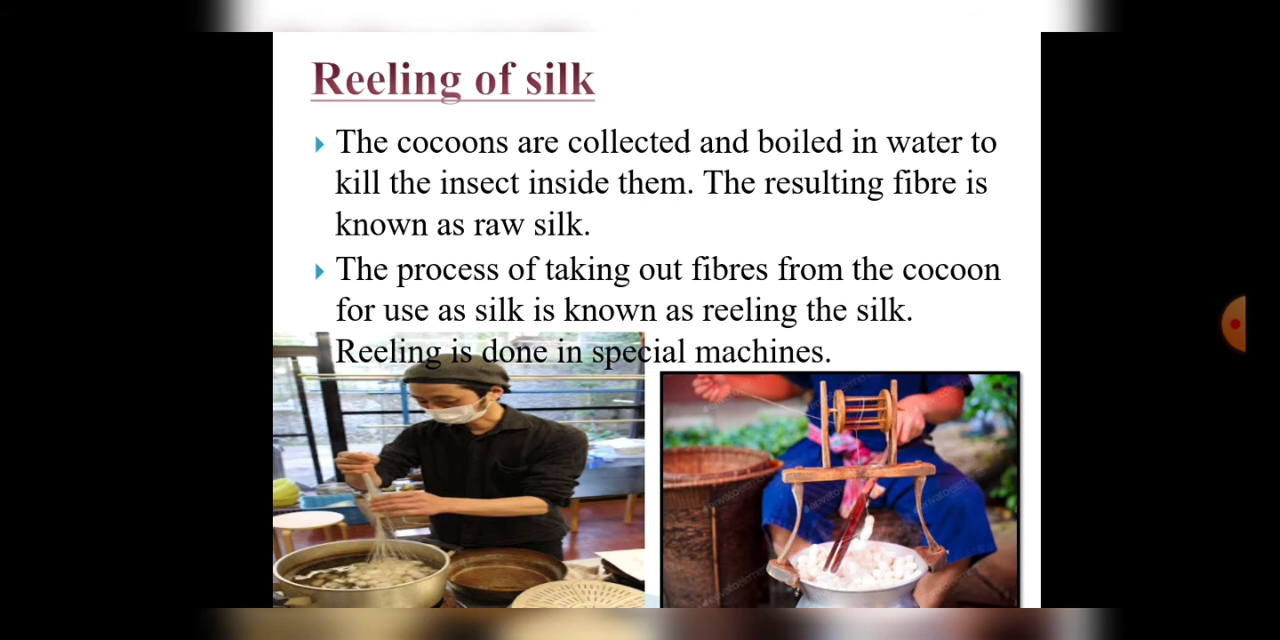 Reeling of silk
The cocoons are collected and boiled in water to
kill the insect inside them. The resulting fibre is
known as raw silk.
The process of taking out fibres from the cocoon
for use as silk is known as reeling the silk.
Reeling is done in special machines.